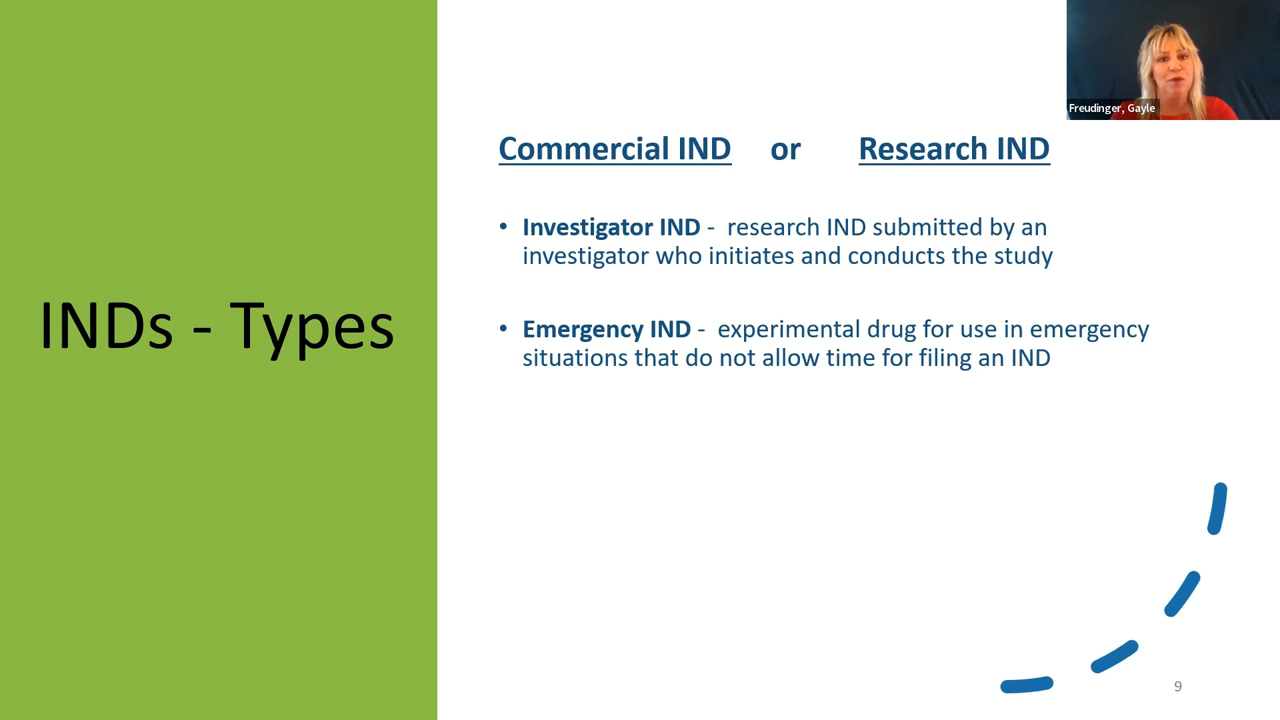 Freudinger, Gayle
Commercial IND or Research IND
INDs - Types
• Investigator IND - research IND submitted by an
investigator who initiates and conducts the study
• Emergency IND - experimental drug for use in emergency
situations that do not allow time for filing an IND
9